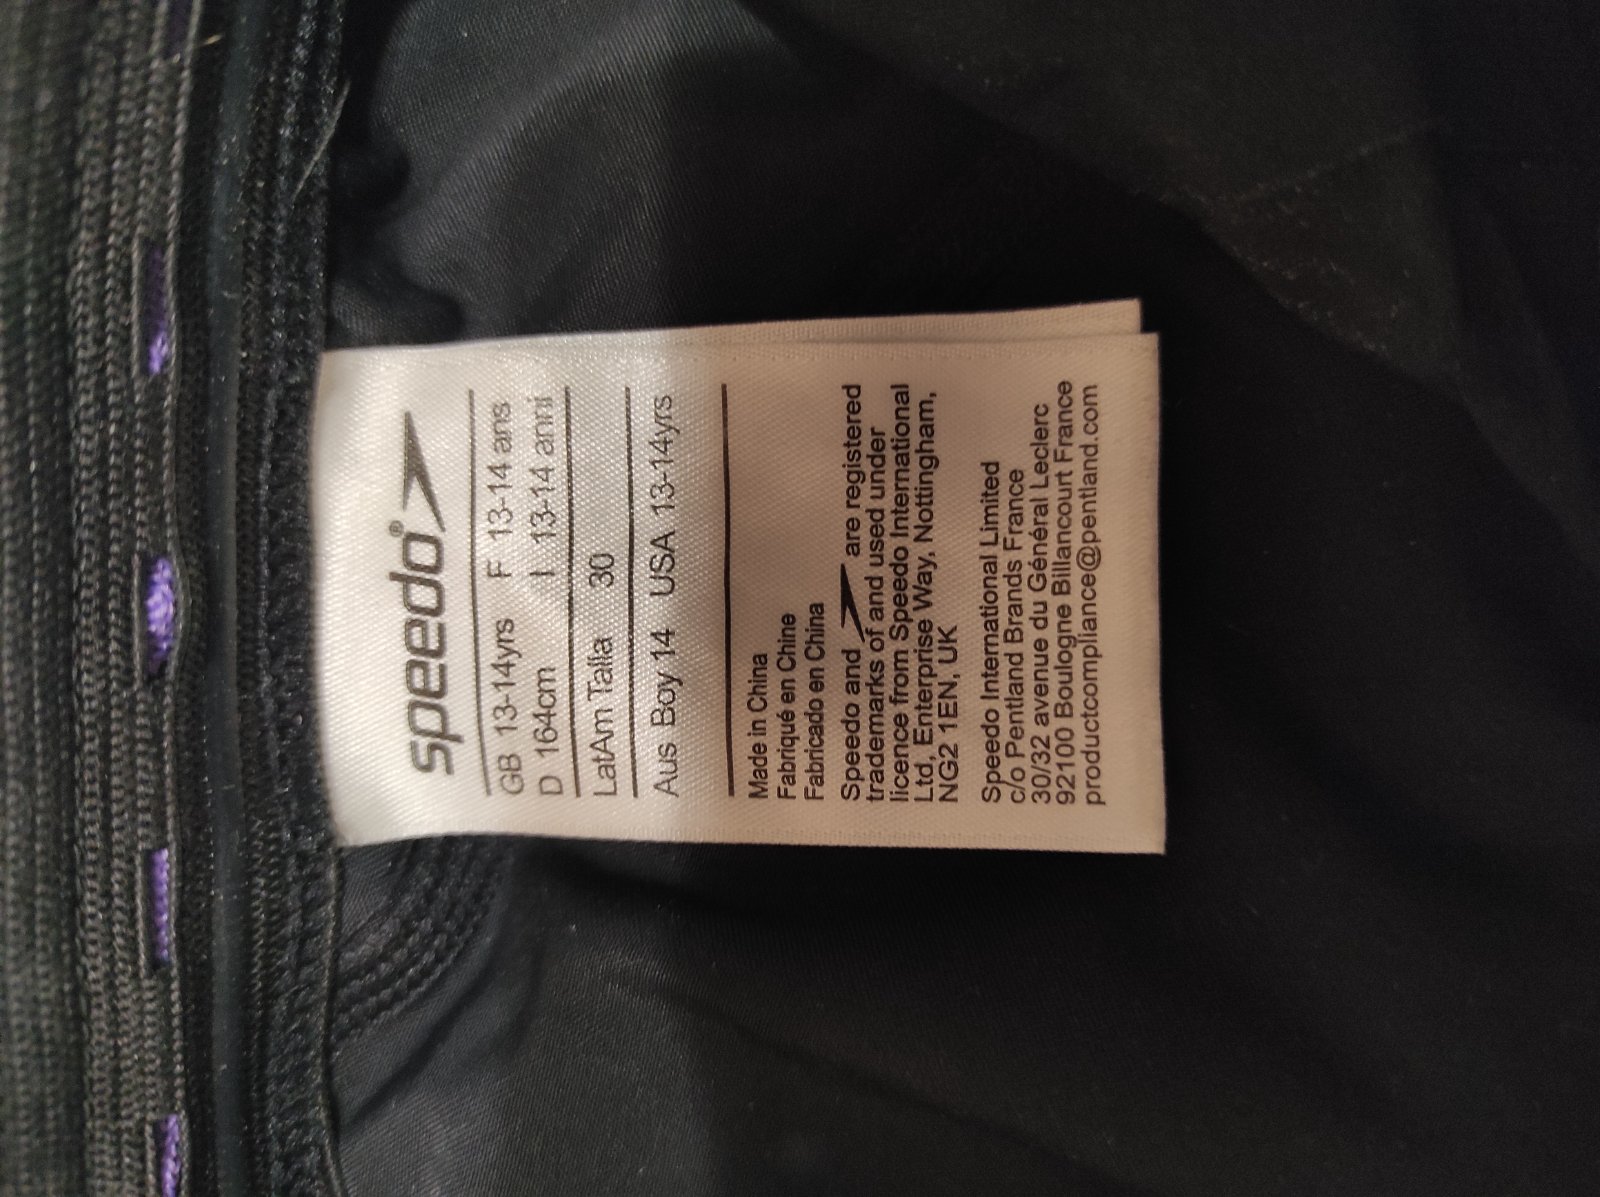 speedo®
GB 13-14yrs F 13-14 ans
D 164cm I 13-14 anni
LatAm Talla 30
Aus Boy 14 USA 13-14yrs
Made in China
Fabriqué en Chine
Fabricado en China
Speedo and are registered
trademarks of and used under
licence from Speedo International
Ltd, Enterprise Way, Nottingham,
NG2 1EN, UK
Speedo International Limited
c/o Pentland Brands France
30/32 avenue du Général Leclerc
92100 Boulogne Billancourt France
productcompliance@pentland.com